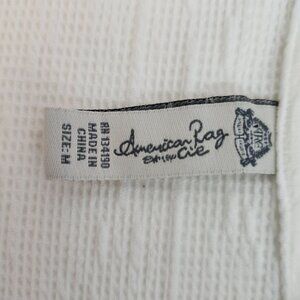 RN 134190
MADE IN
CHINA
SIZE: M
American Rag
Cie